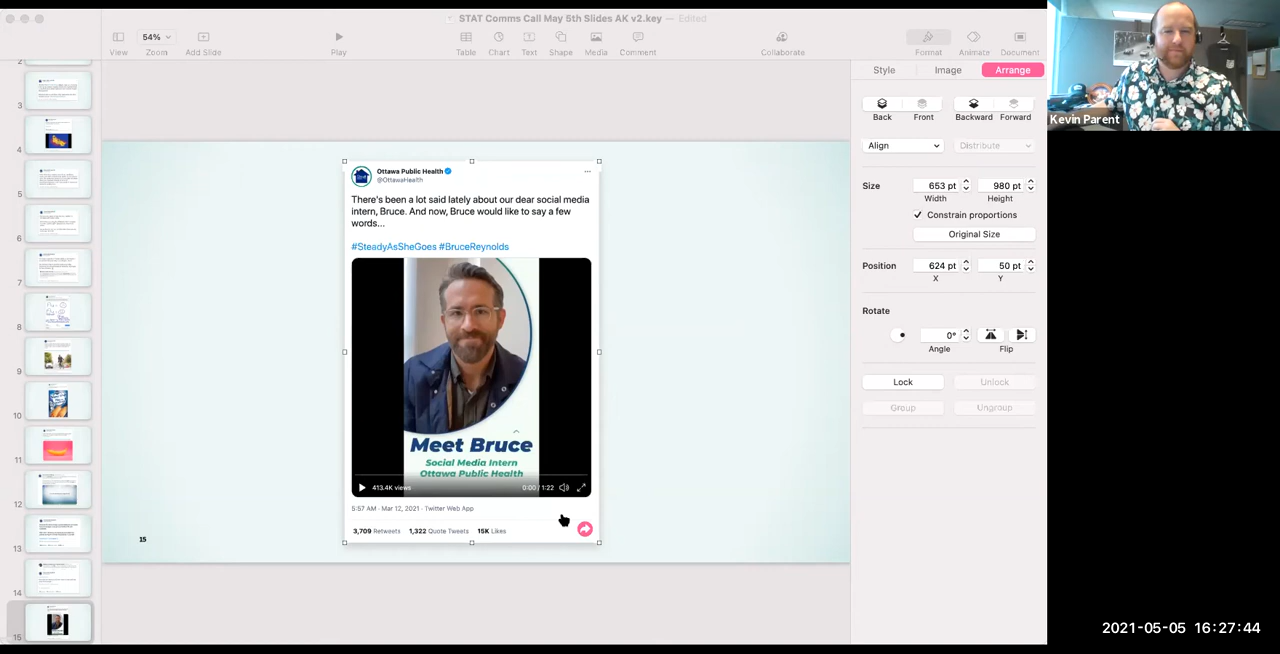 STAT Comms Call May 5th Slides AK v2.key — Edited
54%
View
Zoom
Add Slide
Play
Table
Chart
Text
Shape
Media
Comment
Collaborate
Format
Animate
Document
Style
Image
Arrange
Back
Front
Backward
Forward
Align
Distribute
Size
653 pt
980 pt
Width
Height
Constrain proportions
Original Size
Position
624 pt
50 pt
X
Y
Rotate
0°
Angle
Flip
Lock
Unlock
Group
Ungroup
2
3
4
5
6
7
8
9
10
11
12
13
14
15
Ottawa Public Health
@OttawaHealth
There's been a lot said lately about our dear social media
intern, Bruce. And now, Bruce would like to say a few
words...
#SteadyAsSheGoes #BruceReynolds
Meet Bruce
Social Media Intern
Ottawa Public Health
413.4K views
0:00 / 1:22
5:57 AM · Mar 12, 2021 · Twitter Web App
3,709 Retweets 1,322 Quote Tweets 15K Likes
15
Kevin Parent
2021-05-05 16:27:44